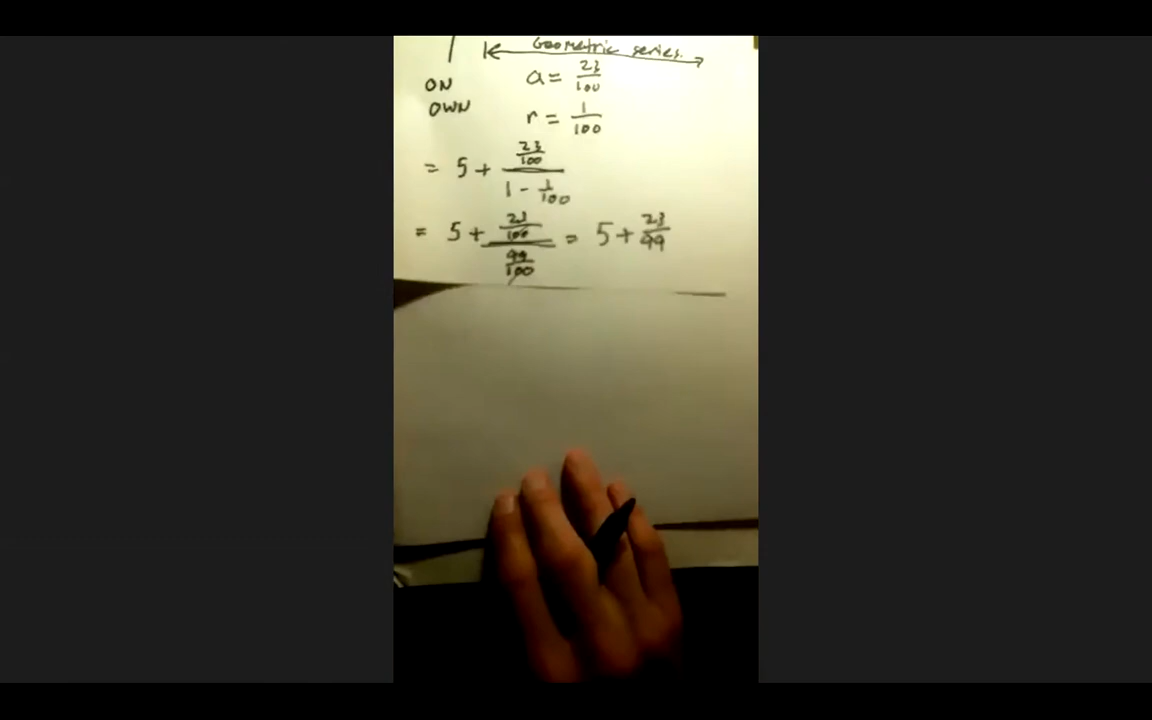 Geometric series.
ON a = 23/100
OWN r = 1/100
= 5 + (23/100)/(1 - 1/100)
= 5 + (23/100)/(99/100) = 5 + 23/99